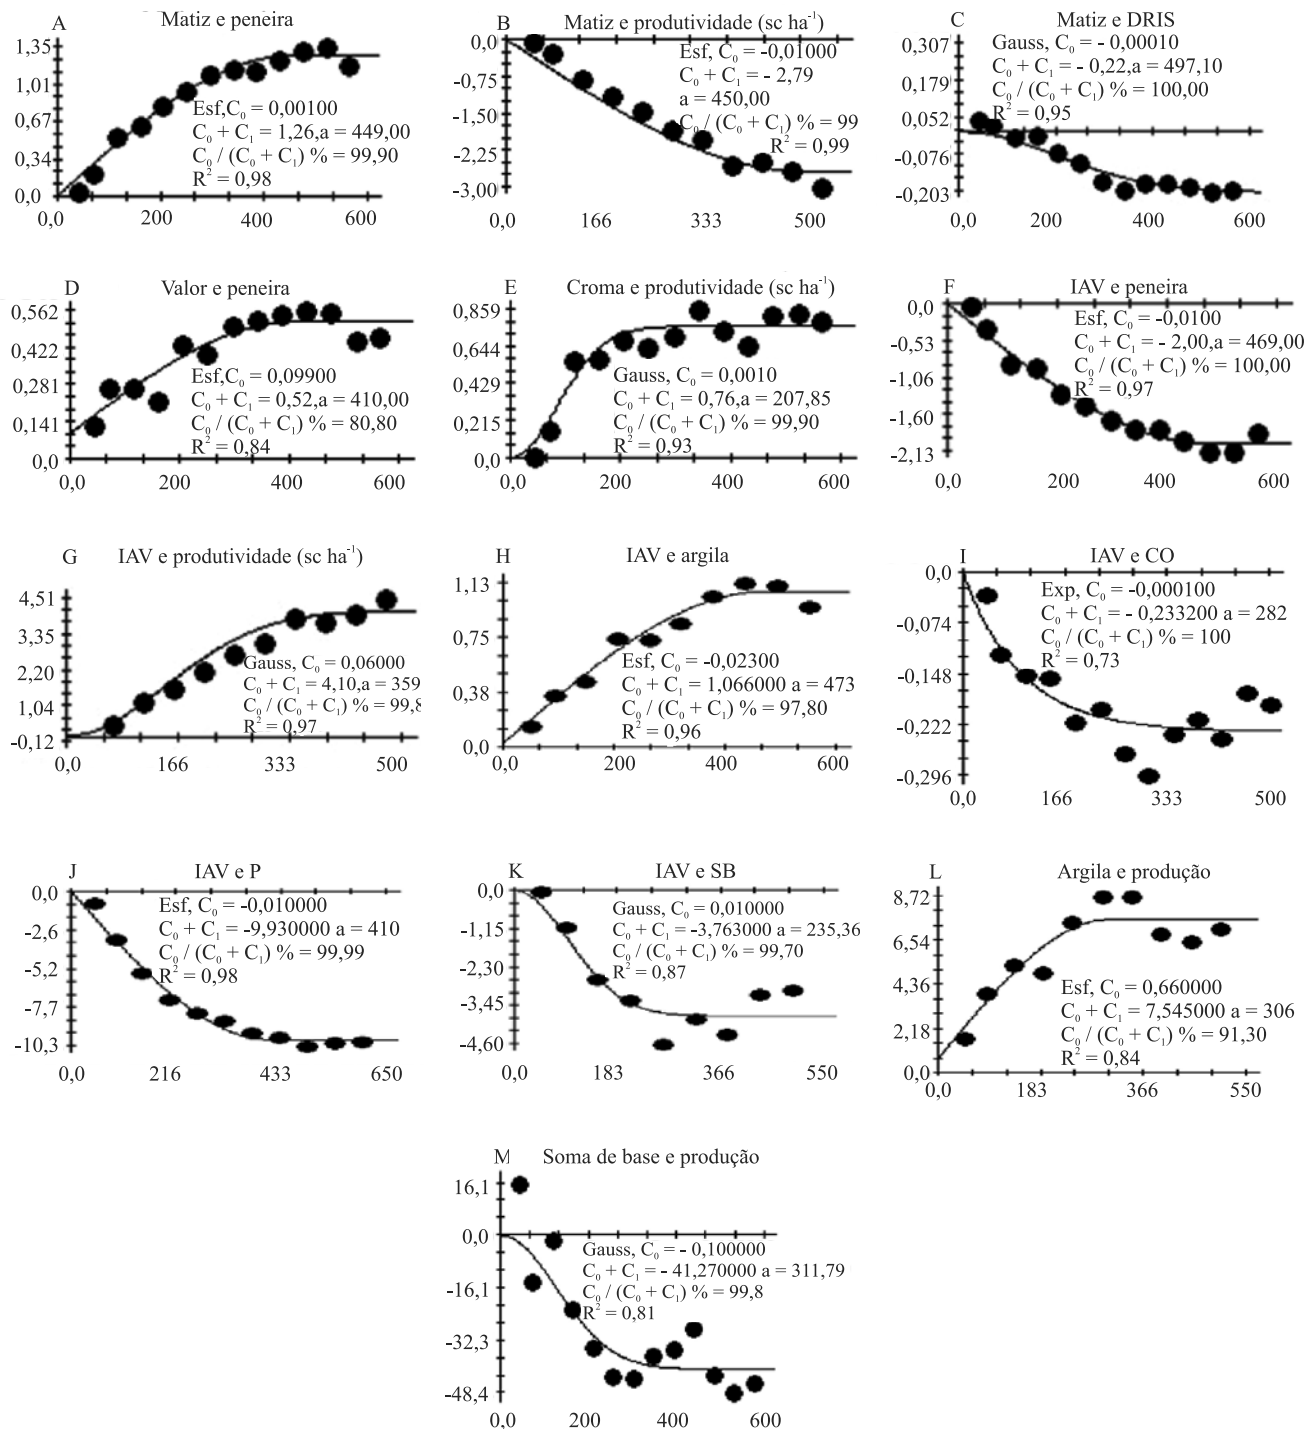 A Matiz e peneira
1,35
1,01
0,67
0,34
0,0
Esf,C₀ = 0,00100
C₀ + C₁ = 1,26,a = 449,00
C₀ / (C₀ + C₁) % = 99,90
R² = 0,98
0,0 200 400 600
B Matiz e produtividade (sc ha⁻¹)
0,0
-0,75
-1,50
-2,25
-3,00
Esf, C₀ = -0,01000
C₀ + C₁ = - 2,79
a = 450,00
C₀ / (C₀ + C₁) % = 99
R² = 0,99
0,0 166 333 500
C Matiz e DRIS
0,307
0,179
0,052
-0,076
-0,203
Gauss, C₀ = - 0,00010
C₀ + C₁ = - 0,22,a = 497,10
C₀ / (C₀ + C₁) % = 100,00
R² = 0,95
0,0 200 400 600
D Valor e peneira
0,562
0,422
0,281
0,141
0,0
Esf,C₀ = 0,09900
C₀ + C₁ = 0,52,a = 410,00
C₀ / (C₀ + C₁) % = 80,80
R² = 0,84
0,0 200 400 600
E Croma e produtividade (sc ha⁻¹)
0,859
0,644
0,429
0,215
0,0
Gauss, C₀ = 0,0010
C₀ + C₁ = 0,76,a = 207,85
C₀ / (C₀ + C₁) % = 99,90
R² = 0,93
0,0 200 400 600
F IAV e peneira
0,0
-0,53
-1,06
-1,60
-2,13
Esf, C₀ = -0,0100
C₀ + C₁ = - 2,00,a = 469,00
C₀ / (C₀ + C₁) % = 100,00
R² = 0,97
0,0 200 400 600
G IAV e produtividade (sc ha⁻¹)
4,51
3,35
2,20
1,04
-0,12
Gauss, C₀ = 0,06000
C₀ + C₁ = 4,10,a = 359
C₀ / (C₀ + C₁) % = 99,8
R² = 0,97
0,0 166 333 500
H IAV e argila
1,13
0,75
0,38
0,0
Esf, C₀ = -0,02300
C₀ + C₁ = 1,066000 a = 473
C₀ / (C₀ + C₁) % = 97,80
R² = 0,96
0,0 200 400 600
I IAV e CO
0,0
-0,074
-0,148
-0,222
-0,296
Exp, C₀ = -0,000100
C₀ + C₁ = - 0,233200 a = 282
C₀ / (C₀ + C₁) % = 100
R² = 0,73
0,0 166 333 500
J IAV e P
0,0
-2,6
-5,2
-7,7
-10,3
Esf, C₀ = -0,010000
C₀ + C₁ = -9,930000 a = 410
C₀ / (C₀ + C₁) % = 99,99
R² = 0,98
0,0 216 433 650
K IAV e SB
0,0
-1,15
-2,30
-3,45
-4,60
Gauss, C₀ = 0,010000
C₀ + C₁ = -3,763000 a = 235,36
C₀ / (C₀ + C₁) % = 99,70
R² = 0,87
0,0 183 366 550
L Argila e produção
8,72
6,54
4,36
2,18
0,0
Esf, C₀ = 0,660000
C₀ + C₁ = 7,545000 a = 306
C₀ / (C₀ + C₁) % = 91,30
R² = 0,84
0,0 183 366 550
M Soma de base e produção
16,1
0,0
-16,1
-32,3
-48,4
Gauss, C₀ = - 0,100000
C₀ + C₁ = - 41,270000 a = 311,79
C₀ / (C₀ + C₁) % = 99,8
R² = 0,81
0,0 200 400 600